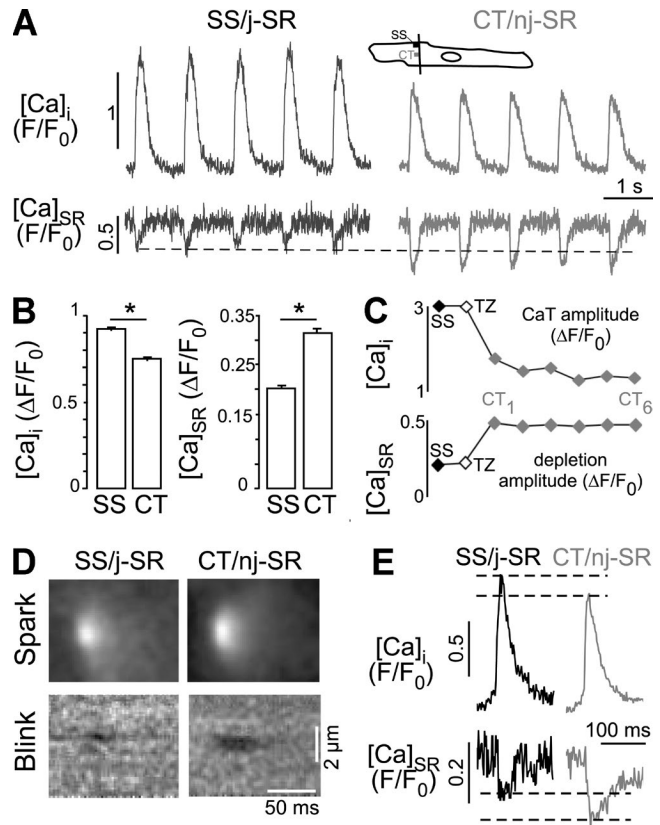 A
SS/j-SR
CT/nj-SR
SS
CT
[Ca]i
(F/F0)
1
1 s
[Ca]SR
(F/F0)
0.5
B
[Ca]i (ΔF/F0)
1
0.5
0
*
SS CT
[Ca]SR (ΔF/F0)
0.35
0.15
0
*
SS CT
C
[Ca]i
3
1
SS
TZ
CaT amplitude
(ΔF/F0)
[Ca]SR
0.5
0
SS
TZ
CT1
CT6
depletion
amplitude (ΔF/F0)
D
SS/j-SR
CT/nj-SR
Spark
Blink
2 μm
50 ms
E
SS/j-SR
CT/nj-SR
[Ca]i
(F/F0)
0.5
100 ms
[Ca]SR
(F/F0)
0.2